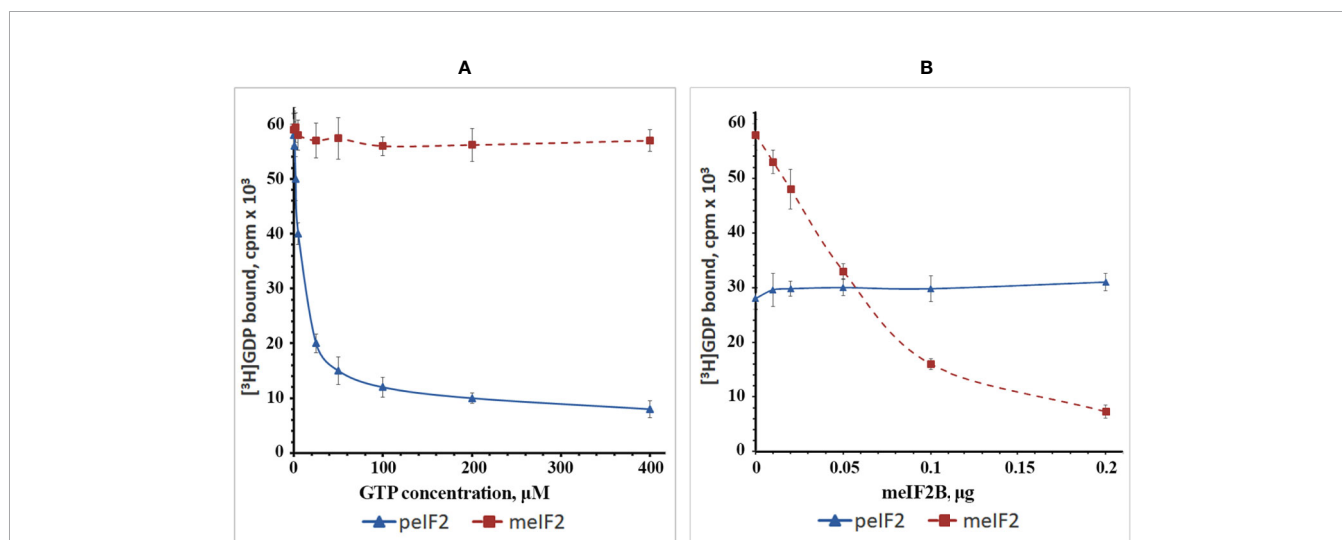 A
[³H]GDP bound, cpm x 10³
60
50
40
30
20
10
0
0
100
200
300
400
GTP concentration, µM
peIF2
meIF2
B
[³H]GDP bound, cpm x 10³
60
50
40
30
20
10
0
0
0.05
0.1
0.15
0.2
meIF2B, µg
peIF2
meIF2